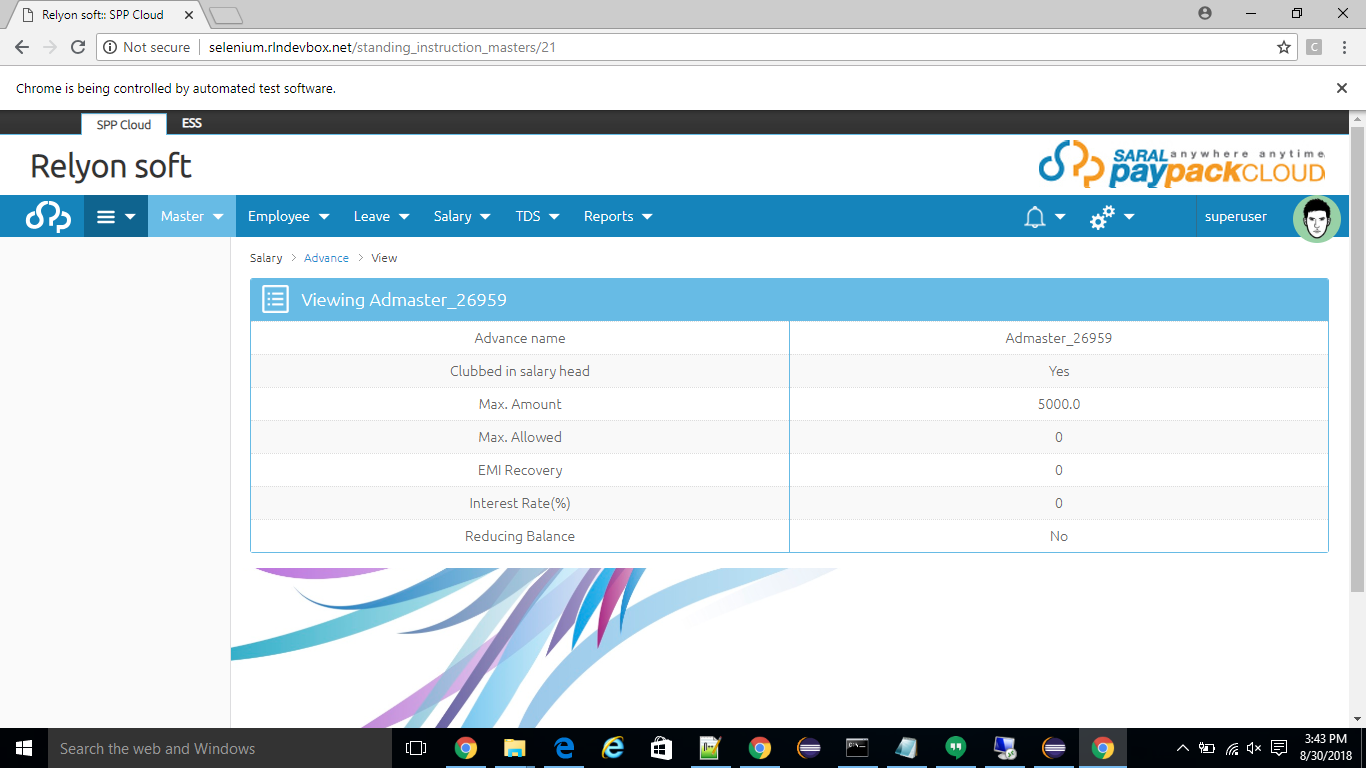 Relyon soft:: SPP Cloud
Not secure selenium.rlndevbox.net/standing_instruction_masters/21
C
Chrome is being controlled by automated test software.
SPP Cloud ESS
Relyon soft
SARAL anywhere anytime
paypackCLOUD
Master Employee Leave Salary TDS Reports superuser
Salary > Advance > View
Viewing Admaster_26959
Advance name Admaster_26959
Clubbed in salary head Yes
Max. Amount 5000.0
Max. Allowed 0
EMI Recovery 0
Interest Rate(%) 0
Reducing Balance No
Search the web and Windows
3:43 PM
8/30/2018